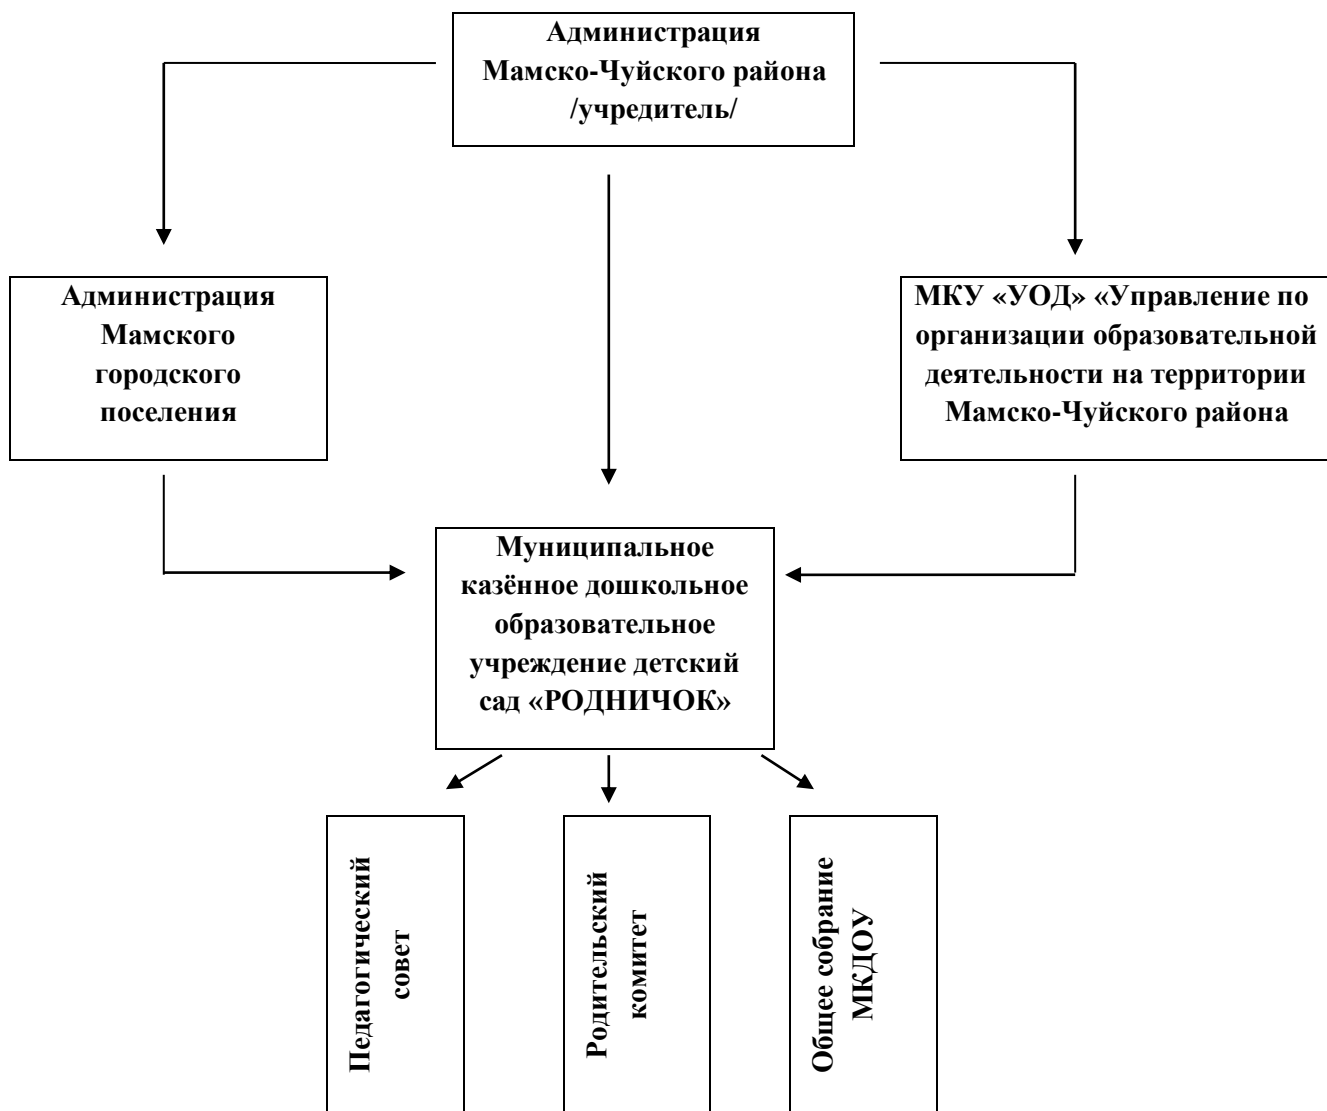 Администрация
Мамско-Чуйского района
/учредитель/
Администрация
Мамского
городского
поселения
МКУ «УОД» «Управление по
организации образовательной
деятельности на территории
Мамско-Чуйского района
Муниципальное
казённое дошкольное
образовательное
учреждение детский
сад «РОДНИЧОК»
Педагогический
совет
Родительский
комитет
Общее собрание
МКДОУ